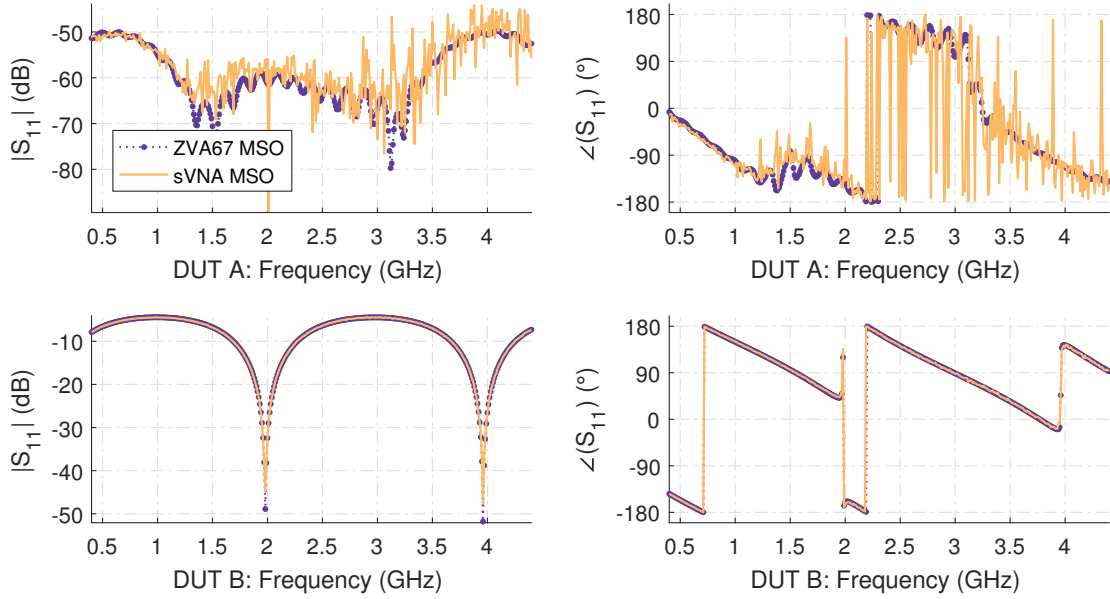 |S11| (dB)
-50
-60
-70
-80
ZVA67 MSO
sVNA MSO
0.5 1 1.5 2 2.5 3 3.5 4
DUT A: Frequency (GHz)
∠(S11) (°)
180
90
0
-90
-180
0.5 1 1.5 2 2.5 3 3.5 4
DUT A: Frequency (GHz)
|S11| (dB)
-10
-20
-30
-40
-50
0.5 1 1.5 2 2.5 3 3.5 4
DUT B: Frequency (GHz)
∠(S11) (°)
180
90
0
-90
-180
0.5 1 1.5 2 2.5 3 3.5 4
DUT B: Frequency (GHz)